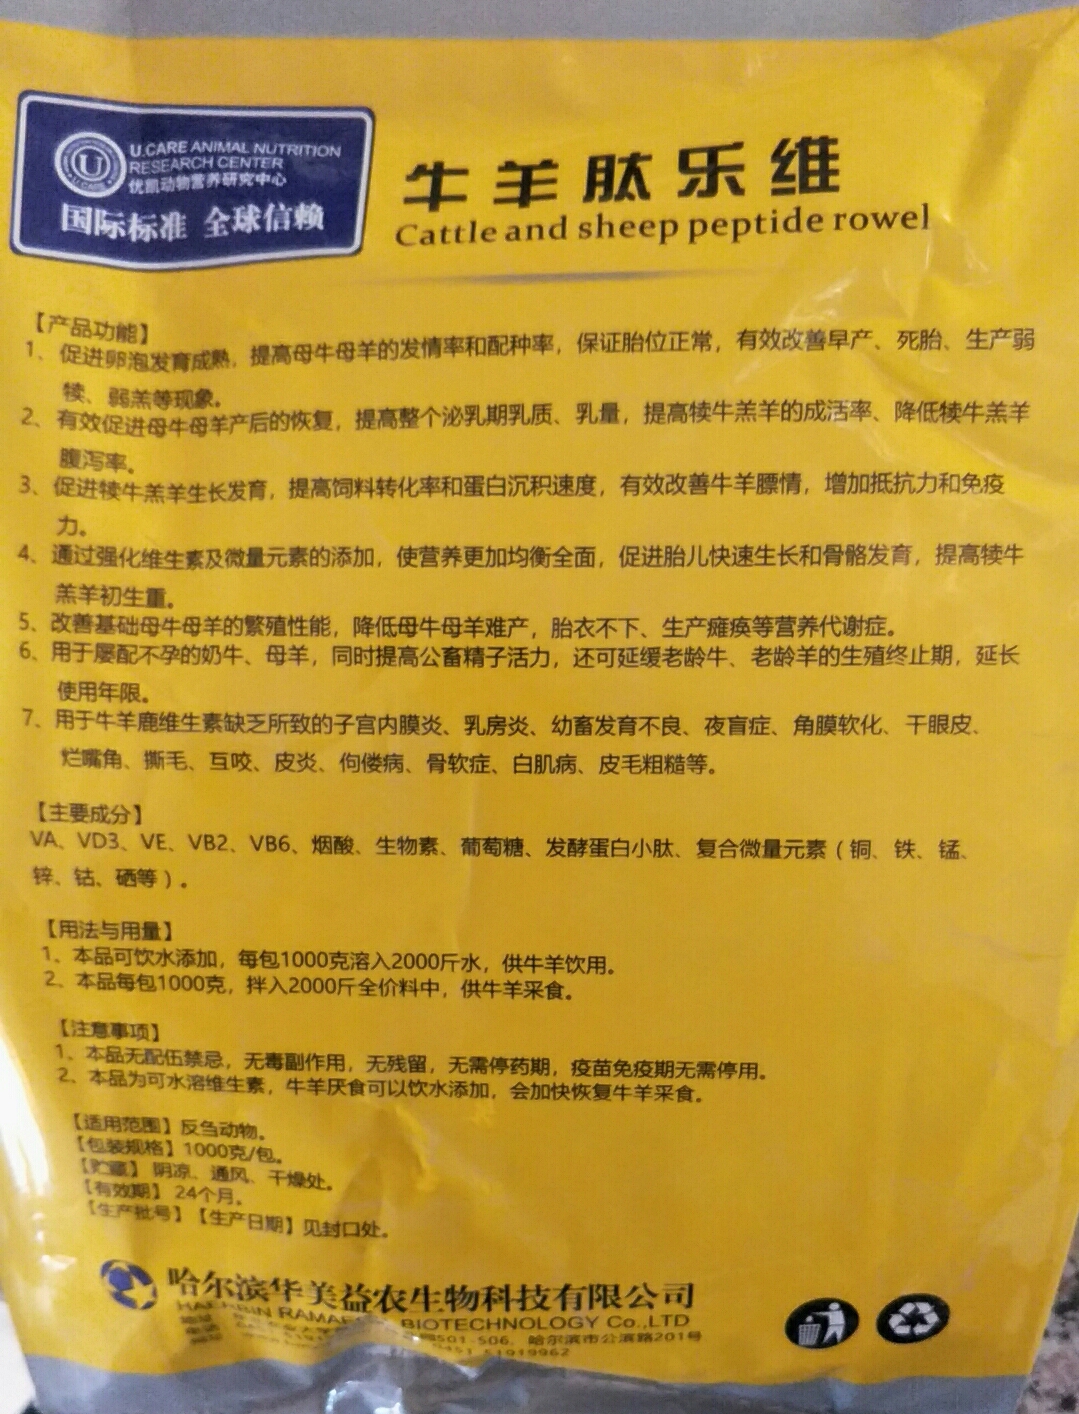 U.CARE ANIMAL NUTRITION
RESEARCH CENTER
优凯动物营养研究中心
国际标准 全球信赖
牛羊肽乐维
Cattle and sheep peptide rowel
【产品功能】
1、促进卵泡发育成熟，提高母牛母羊的发情率和配种率，保证胎位正常，有效改善早产、死胎、生产弱
犊、弱羔等现象。
2、有效促进母牛母羊产后的恢复，提高整个泌乳期乳质、乳量，提高犊牛羔羊的成活率、降低犊牛羔羊
腹泻率。
3、促进犊牛羔羊生长发育，提高饲料转化率和蛋白沉积速度，有效改善牛羊膘情，增加抵抗力和免疫
力。
4、通过强化维生素及微量元素的添加，使营养更加均衡全面，促进胎儿快速生长和骨骼发育，提高犊牛
羔羊初生重。
5、改善基础母牛母羊的繁殖性能，降低母牛母羊难产，胎衣不下、生产瘫痪等营养代谢症。
6、用于屡配不孕的奶牛、母羊，同时提高公畜精子活力，还可延缓老龄牛、老龄羊的生殖终止期，延长
使用年限。
7、用于牛羊鹿维生素缺乏所致的子宫内膜炎、乳房炎、幼畜发育不良、夜盲症、角膜软化、干眼皮、
烂嘴角、撕毛、互咬、皮炎、佝偻病、骨软症、白肌病、皮毛粗糙等。
【主要成分】
VA、VD3、VE、VB2、VB6、烟酸、生物素、葡萄糖、发酵蛋白小肽、复合微量元素（铜、铁、锰、
锌、钴、硒等）。
【用法与用量】
1、本品可饮水添加，每包1000克溶入2000斤水，供牛羊饮用。
2、本品每包1000克，拌入2000斤全价料中，供牛羊采食。
【注意事项】
1、本品无配伍禁忌，无毒副作用，无残留，无需停药期，疫苗免疫期无需停用。
2、本品为可水溶维生素，牛羊厌食可以饮水添加，会加快恢复牛羊采食。
【适用范围】反刍动物。
【包装规格】1000克/包。
【贮藏】 阴凉、通风、干燥处。
【有效期】 24个月。
【生产批号】【生产日期】见封口处。
哈尔滨华美益农生物科技有限公司
BIOTECHNOLOGY Co.,LTD
501-506. 哈尔滨市公滨路201号
0451-51919962